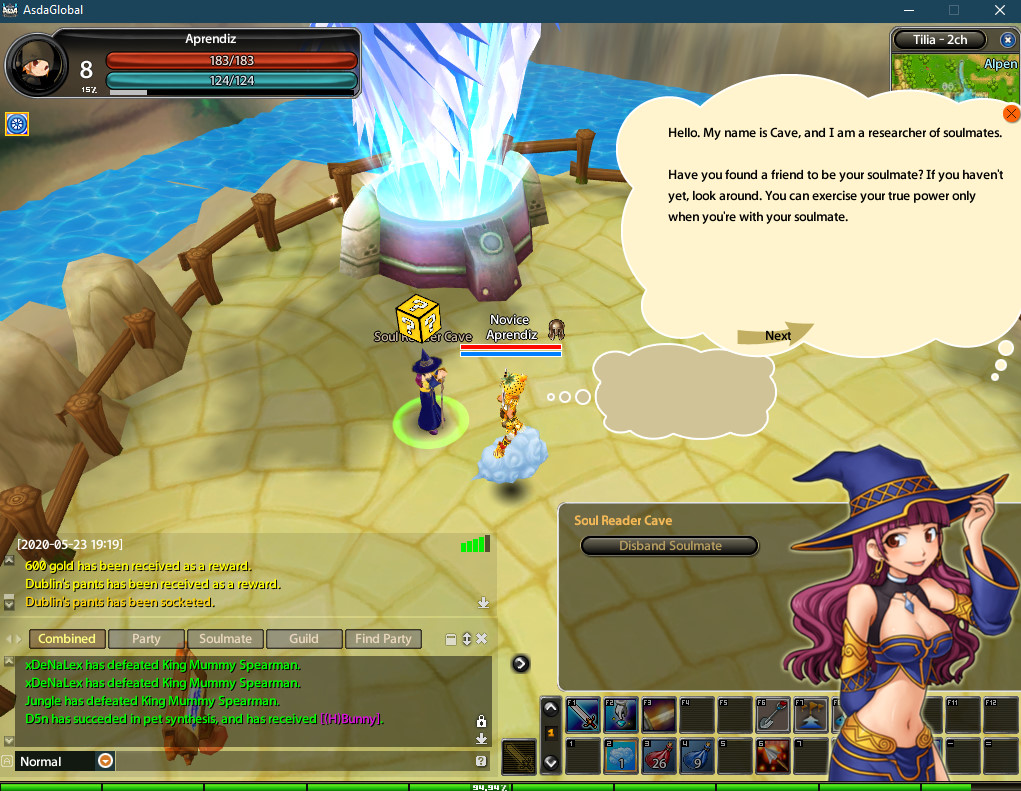 AsdaGlobal
Aprendiz
8
15%
183/183
124/124
Tilia - 2ch
Alpen
Hello. My name is Cave, and I am a researcher of soulmates.
Have you found a friend to be your soulmate? If you haven't
yet, look around. You can exercise your true power only
when you're with your soulmate.
Next
Novice
Aprendiz
Soul Reader Cave
Soul Reader Cave
Disband Soulmate
[2020-05-23 19:19]
600 gold has been received as a reward.
Dublin's pants has been received as a reward.
Dublin's pants has been socketed.
Combined
Party
Soulmate
Guild
Find Party
xDeNaLex has defeated King Mummy Spearman.
xDeNaLex has defeated King Mummy Spearman.
Jungle has defeated King Mummy Spearman.
D5n has succeded in pet synthesis, and has received [(H)Bunny].
Normal
1
F1 F2 F3 F4 F5 F6 F7 F11 F12
1 2 3 4 5 6 7 - =
1 26 9
94,94%